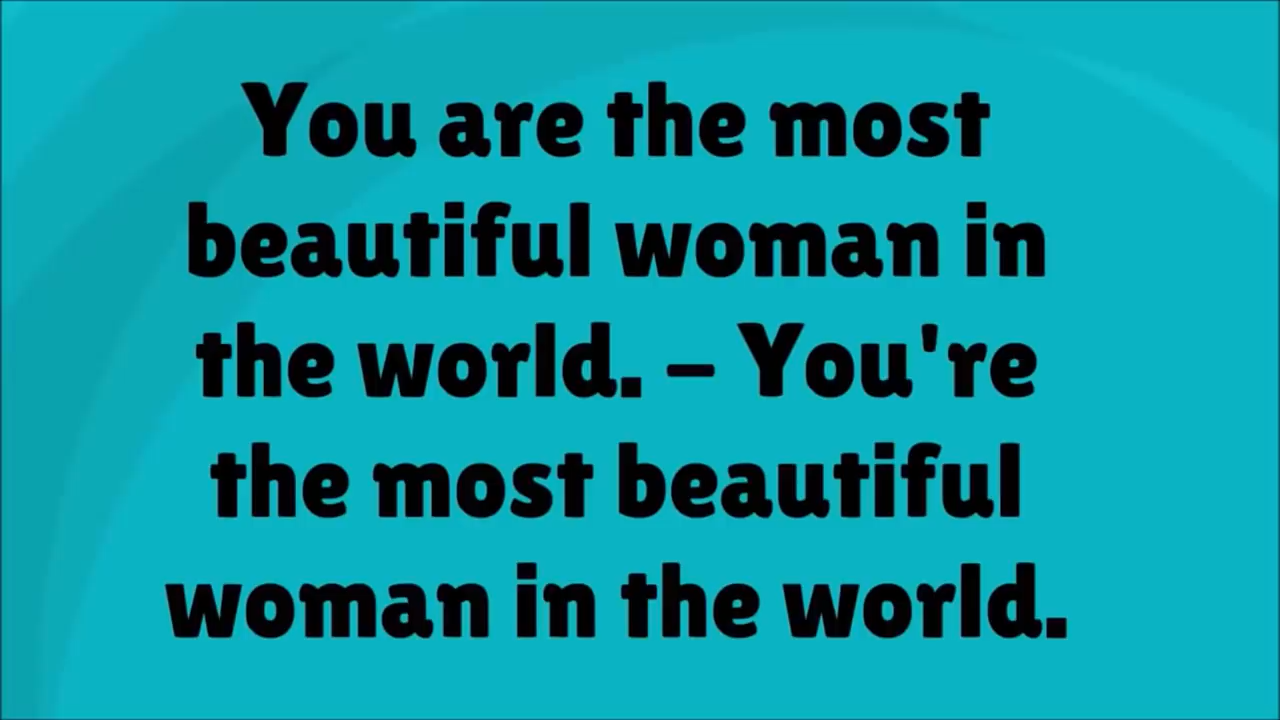 You are the most
beautiful woman in
the world. – You're
the most beautiful
woman in the world.